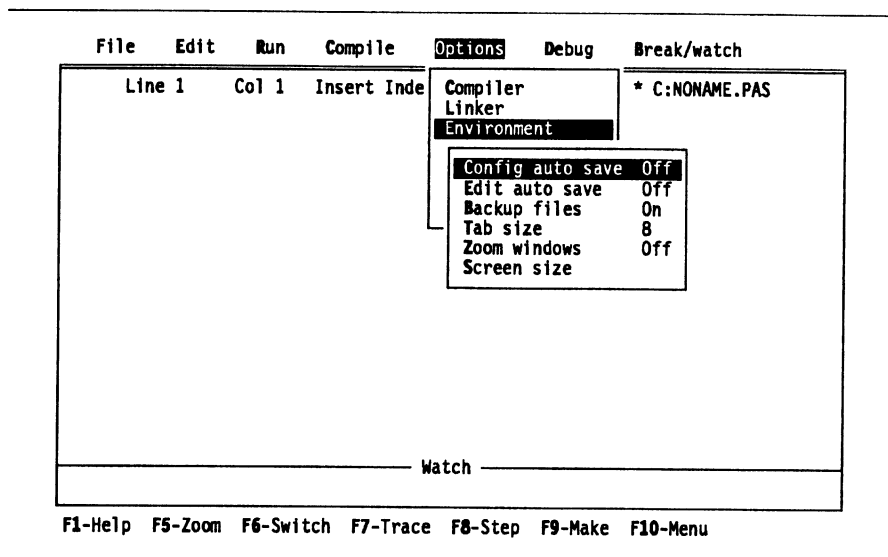 File Edit Run Compile Options Debug Break/watch
Line 1 Col 1 Insert Inde * C:NONAME.PAS
Compiler
Linker
Environment
Config auto save Off
Edit auto save Off
Backup files On
Tab size 8
Zoom windows Off
Screen size
Watch
F1-Help F5-Zoom F6-Switch F7-Trace F8-Step F9-Make F10-Menu